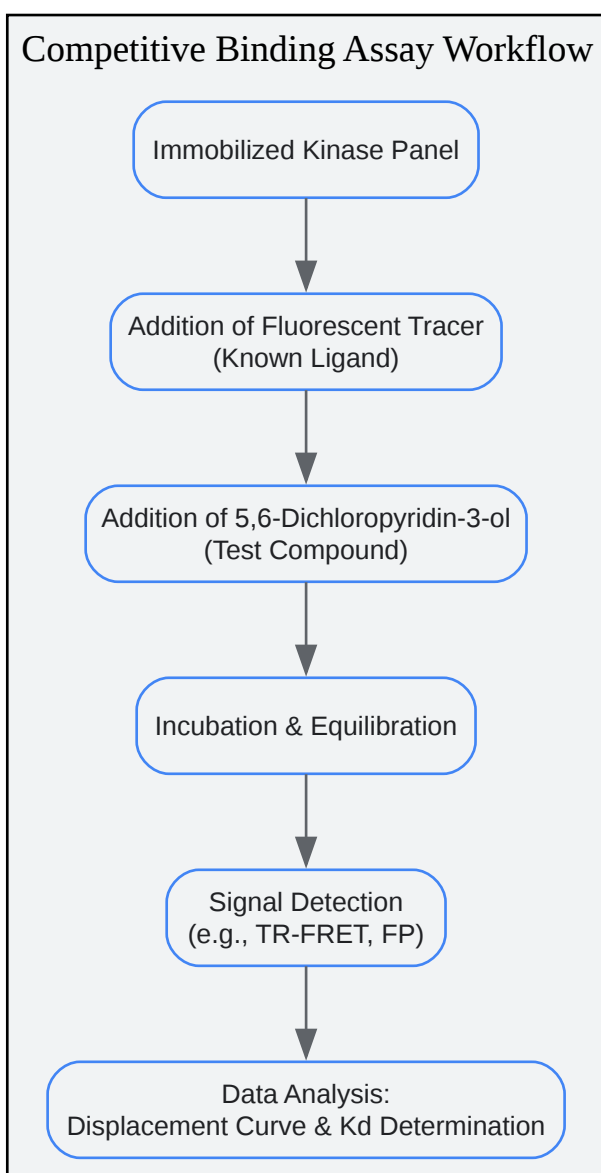 Competitive Binding Assay Workflow
Immobilized Kinase Panel
Addition of Fluorescent Tracer
(Known Ligand)
Addition of 5,6-Dichloropyridin-3-ol
(Test Compound)
Incubation & Equilibration
Signal Detection
(e.g., TR-FRET, FP)
Data Analysis:
Displacement Curve & Kd Determination